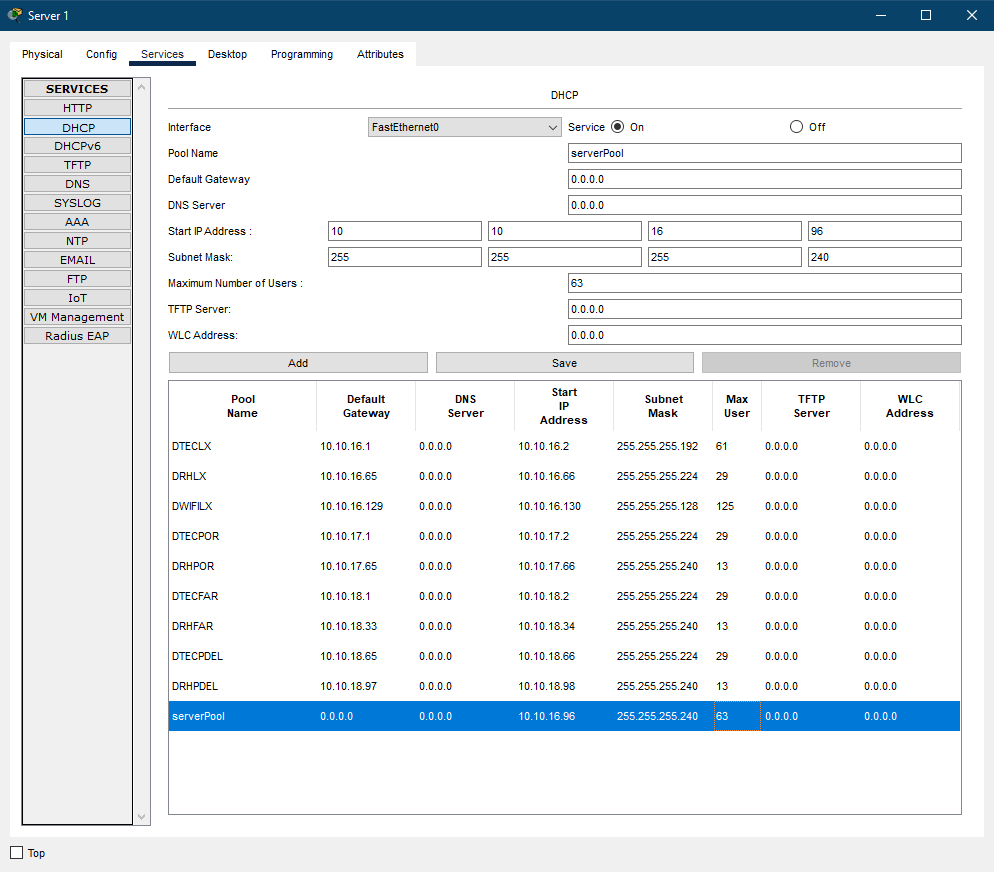 Server 1
Physical Config Services Desktop Programming Attributes
SERVICES
HTTP
DHCP
DHCPv6
TFTP
DNS
SYSLOG
AAA
NTP
EMAIL
FTP
IoT
VM Management
Radius EAP
DHCP
Interface FastEthernet0 Service On Off
Pool Name serverPool
Default Gateway 0.0.0.0
DNS Server 0.0.0.0
Start IP Address : 10 10 16 96
Subnet Mask: 255 255 255 240
Maximum Number of Users : 63
TFTP Server: 0.0.0.0
WLC Address: 0.0.0.0
Add Save Remove
Pool Name Default Gateway DNS Server Start IP Address Subnet Mask Max User TFTP Server WLC Address
DTECLX 10.10.16.1 0.0.0.0 10.10.16.2 255.255.255.192 61 0.0.0.0 0.0.0.0
DRHLX 10.10.16.65 0.0.0.0 10.10.16.66 255.255.255.224 29 0.0.0.0 0.0.0.0
DWIFILX 10.10.16.129 0.0.0.0 10.10.16.130 255.255.255.128 125 0.0.0.0 0.0.0.0
DTECPOR 10.10.17.1 0.0.0.0 10.10.17.2 255.255.255.224 29 0.0.0.0 0.0.0.0
DRHPOR 10.10.17.65 0.0.0.0 10.10.17.66 255.255.255.240 13 0.0.0.0 0.0.0.0
DTECFAR 10.10.18.1 0.0.0.0 10.10.18.2 255.255.255.224 29 0.0.0.0 0.0.0.0
DRHFAR 10.10.18.33 0.0.0.0 10.10.18.34 255.255.255.240 13 0.0.0.0 0.0.0.0
DTECPDEL 10.10.18.65 0.0.0.0 10.10.18.66 255.255.255.224 29 0.0.0.0 0.0.0.0
DRHPDEL 10.10.18.97 0.0.0.0 10.10.18.98 255.255.255.240 13 0.0.0.0 0.0.0.0
serverPool 0.0.0.0 0.0.0.0 10.10.16.96 255.255.255.240 63 0.0.0.0 0.0.0.0
Top